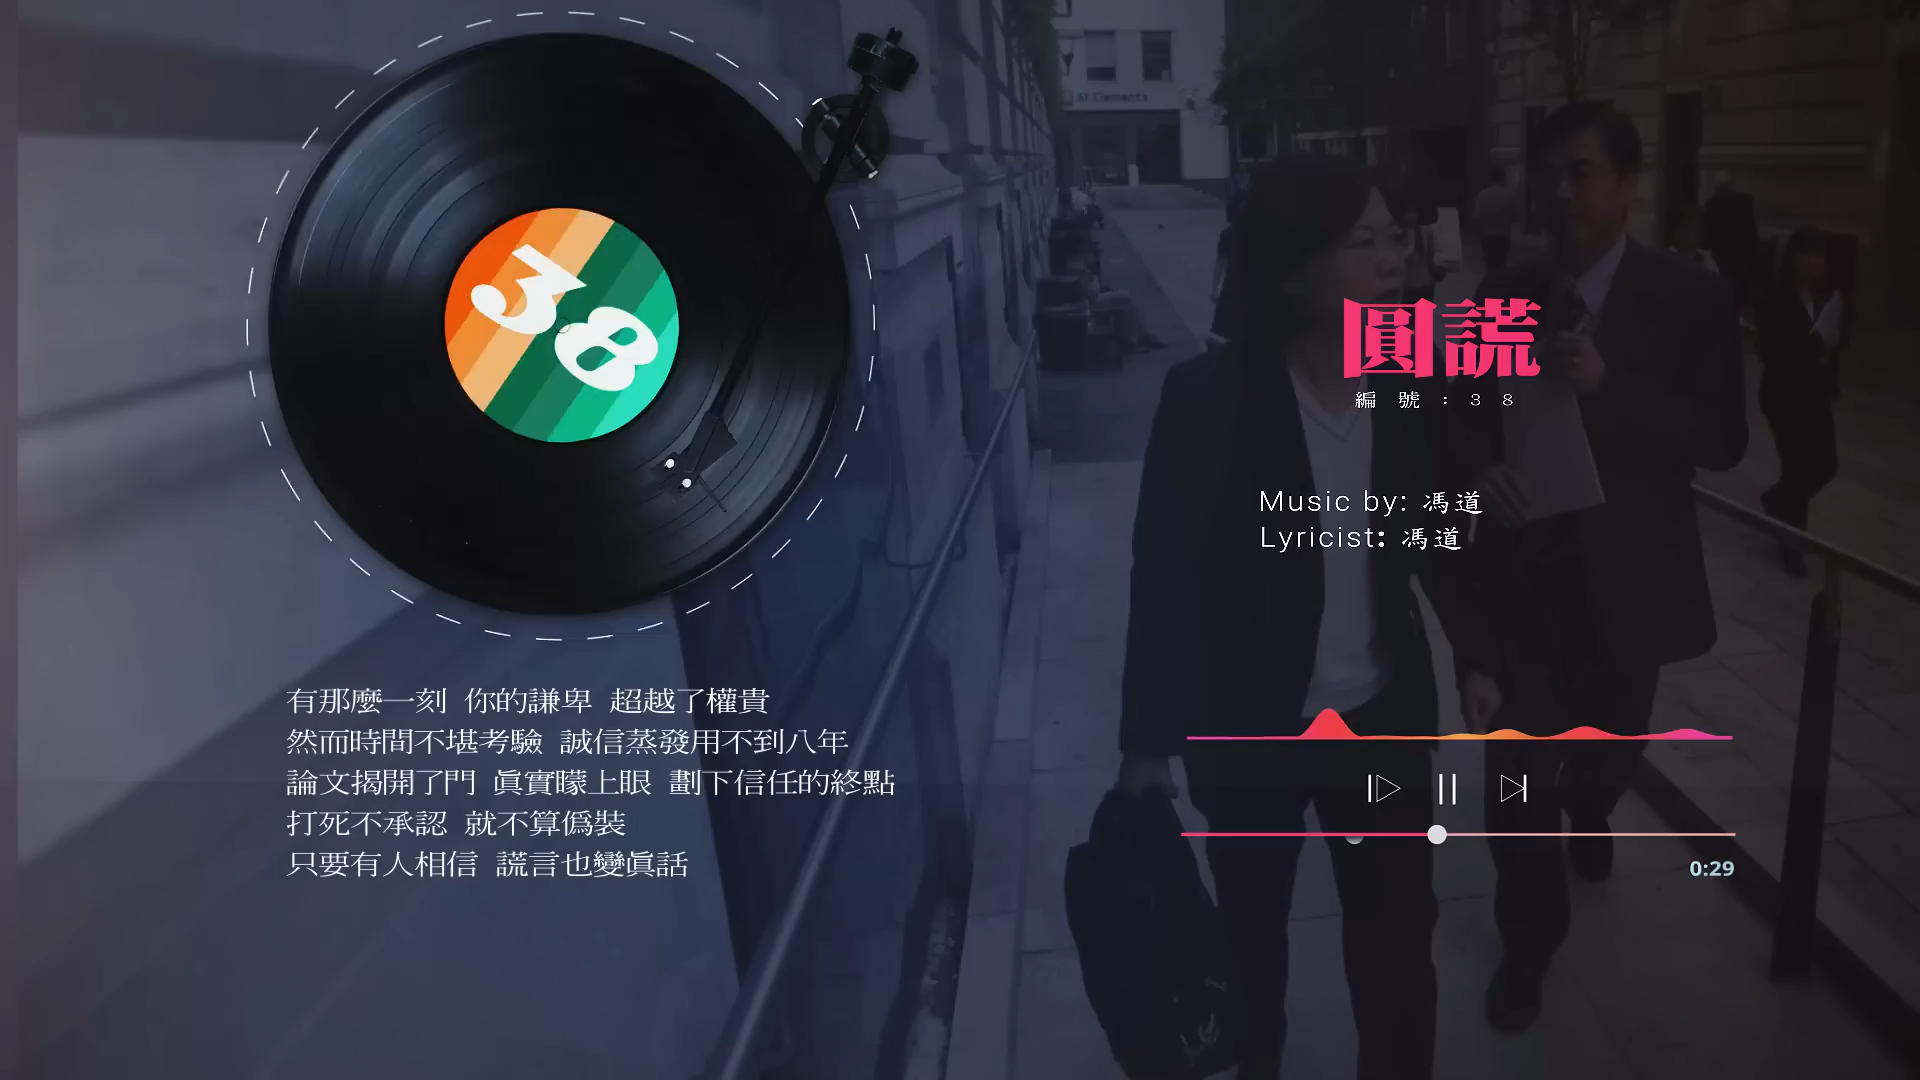 St Clement's
38
圓謊
編號:38
Music by: 馮道
Lyricist: 馮道
有那麼一刻 你的謙卑 超越了權貴
然而時間不堪考驗 誠信蒸發用不到八年
論文揭開了門 眞實矇上眼 劃下信任的終點
打死不承認 就不算僞裝
只要有人相信 謊言也變眞話
0:29